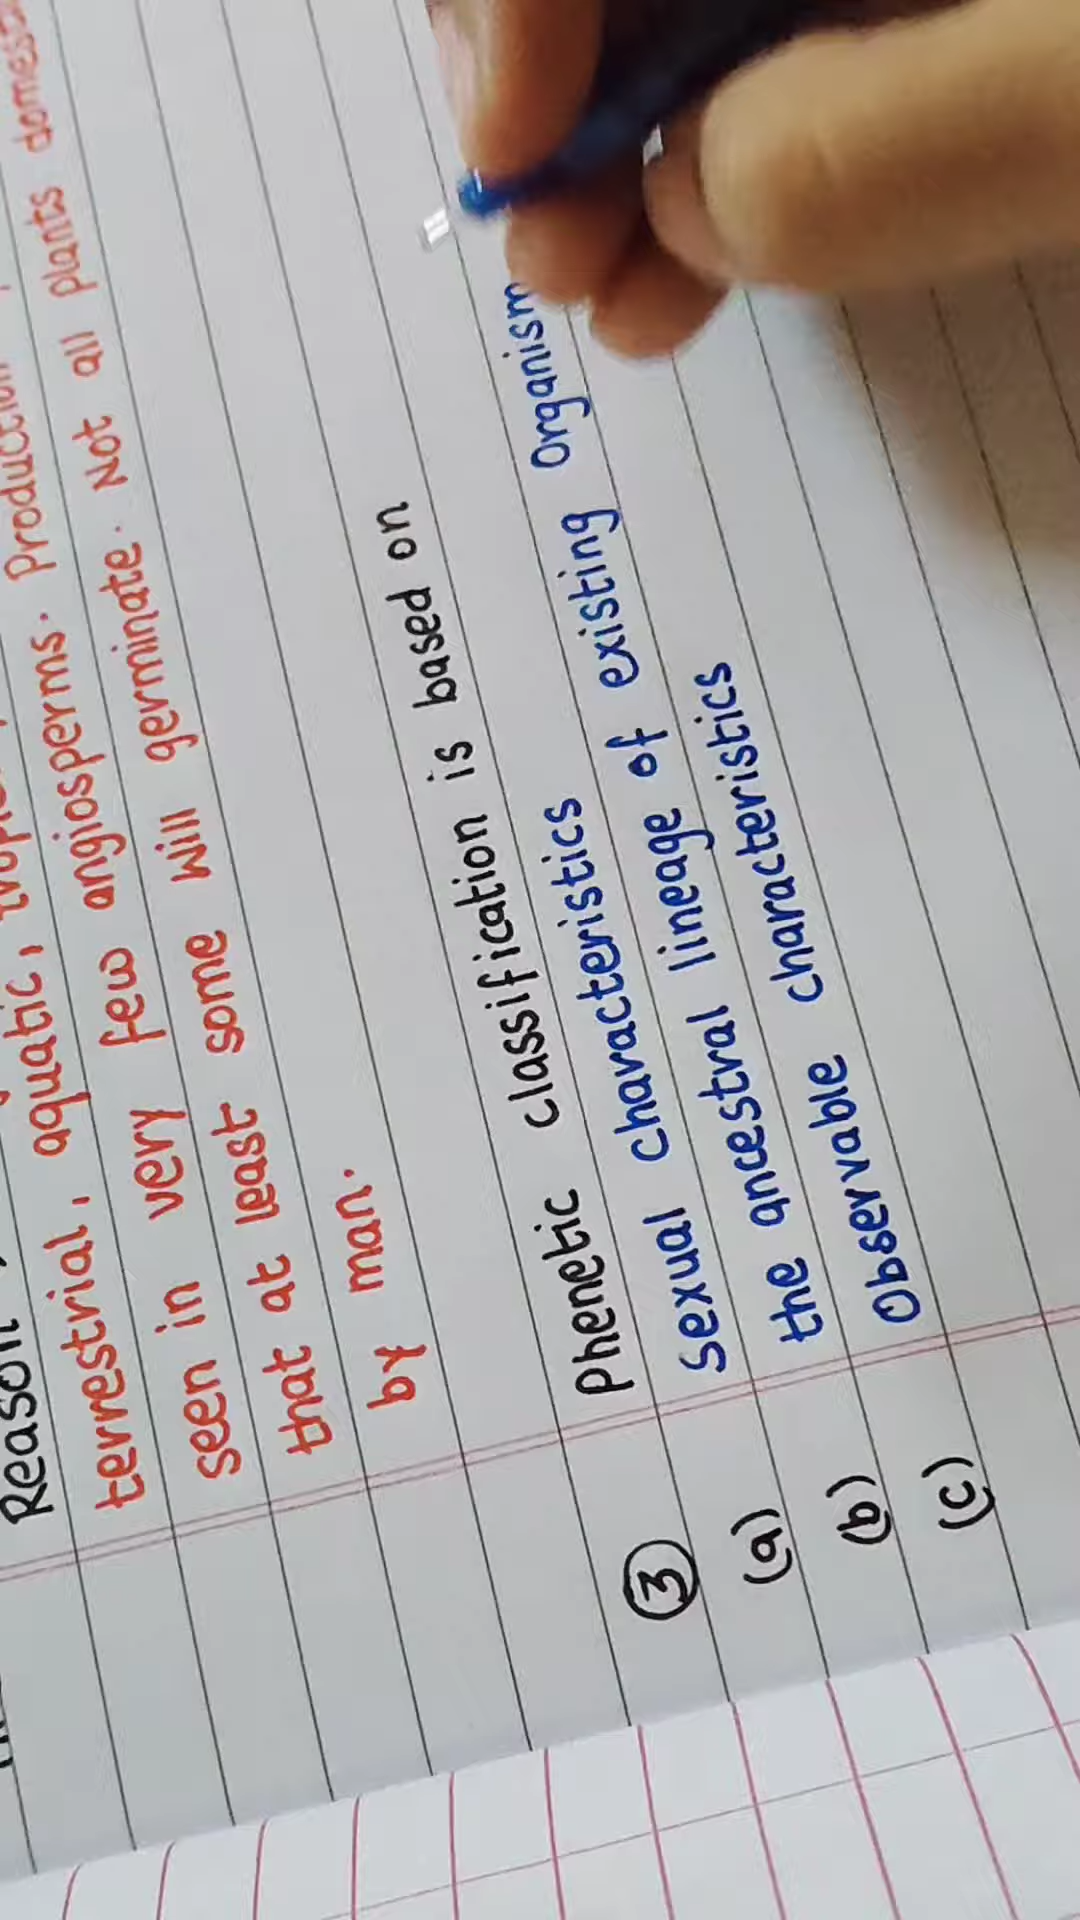 Reason
terrestrial, aquatic,
seen in very few angiosperms. Production
that at least some will germinate. Not all plants domes
by man.
③ Phenetic classification is based on
(a) Sexual characteristics
(b) the ancestral lineage of existing Organism
(c) Observable characteristics